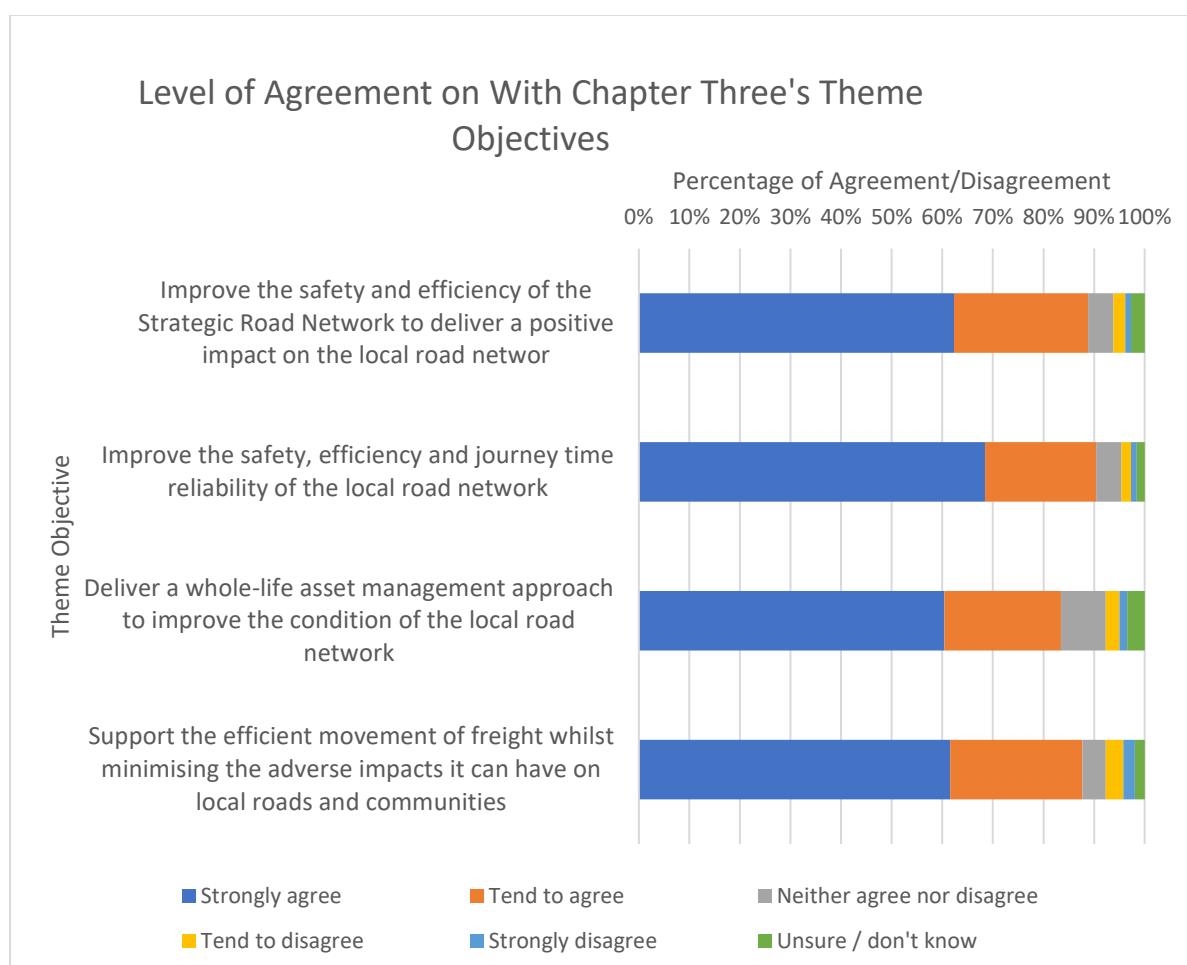 Level of Agreement on With Chapter Three's Theme
Objectives
Percentage of Agreement/Disagreement
0% 10% 20% 30% 40% 50% 60% 70% 80% 90% 100%
Theme Objective
Improve the safety and efficiency of the
Strategic Road Network to deliver a positive
impact on the local road networ
Improve the safety, efficiency and journey time
reliability of the local road network
Deliver a whole-life asset management approach
to improve the condition of the local road
network
Support the efficient movement of freight whilst
minimising the adverse impacts it can have on
local roads and communities
Strongly agree Tend to agree Neither agree nor disagree
Tend to disagree Strongly disagree Unsure / don't know